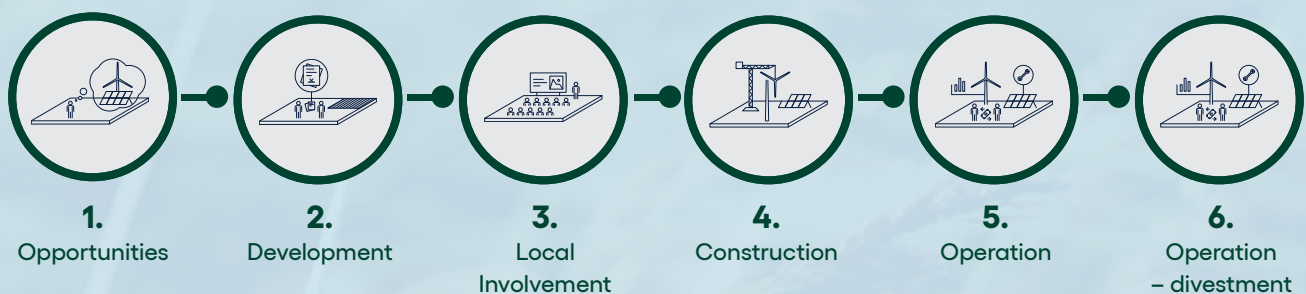 1.
Opportunities
2.
Development
3.
Local
Involvement
4.
Construction
5.
Operation
6.
Operation
– divestment